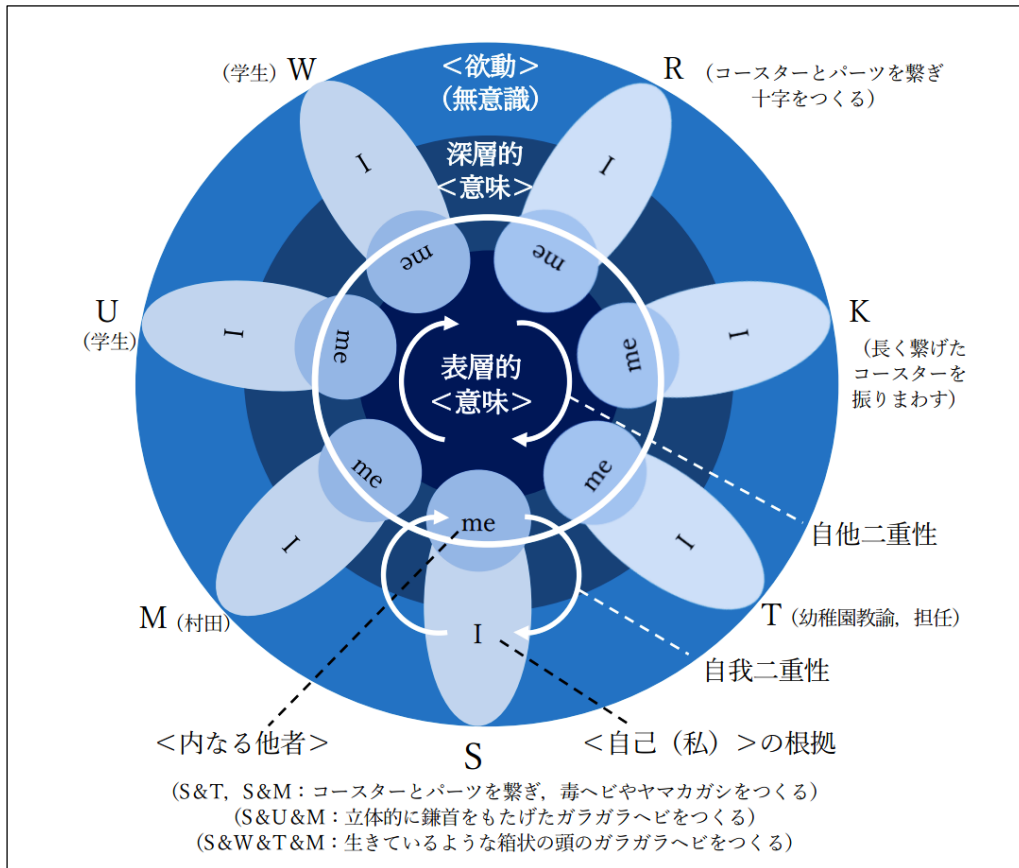 (学生) W
<欲動>
(無意識)
R (コースターとパーツを繋ぎ
十字をつくる)
深層的
<意味>
I
I
me
me
U
(学生)
I
me
表層的
<意味>
me
I
K
(長く繋げた
コースターを
振りまわす)
me
I
me
I
me
I
自他二重性
M (村田)
T (幼稚園教諭，担任)
自我二重性
<内なる他者>
S
<自己（私）>の根拠
(S&T，S&M：コースターとパーツを繋ぎ，毒ヘビやヤマカガシをつくる)
(S&U&M：立体的に鎌首をもたげたガラガラヘビをつくる)
(S&W&T&M：生きているような箱状の頭のガラガラヘビをつくる)